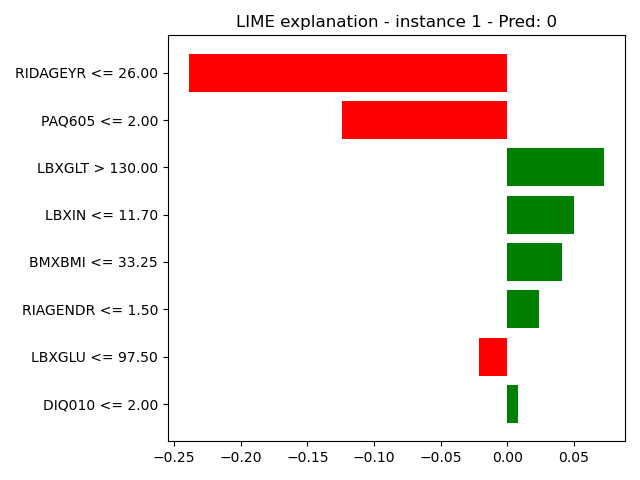 LIME explanation - instance 1 - Pred: 0
RIDAGEYR <= 26.00
PAQ605 <= 2.00
LBXGLT > 130.00
LBXIN <= 11.70
BMXBMI <= 33.25
RIAGENDR <= 1.50
LBXGLU <= 97.50
DIQ010 <= 2.00
−0.25 −0.20 −0.15 −0.10 −0.05 0.00 0.05